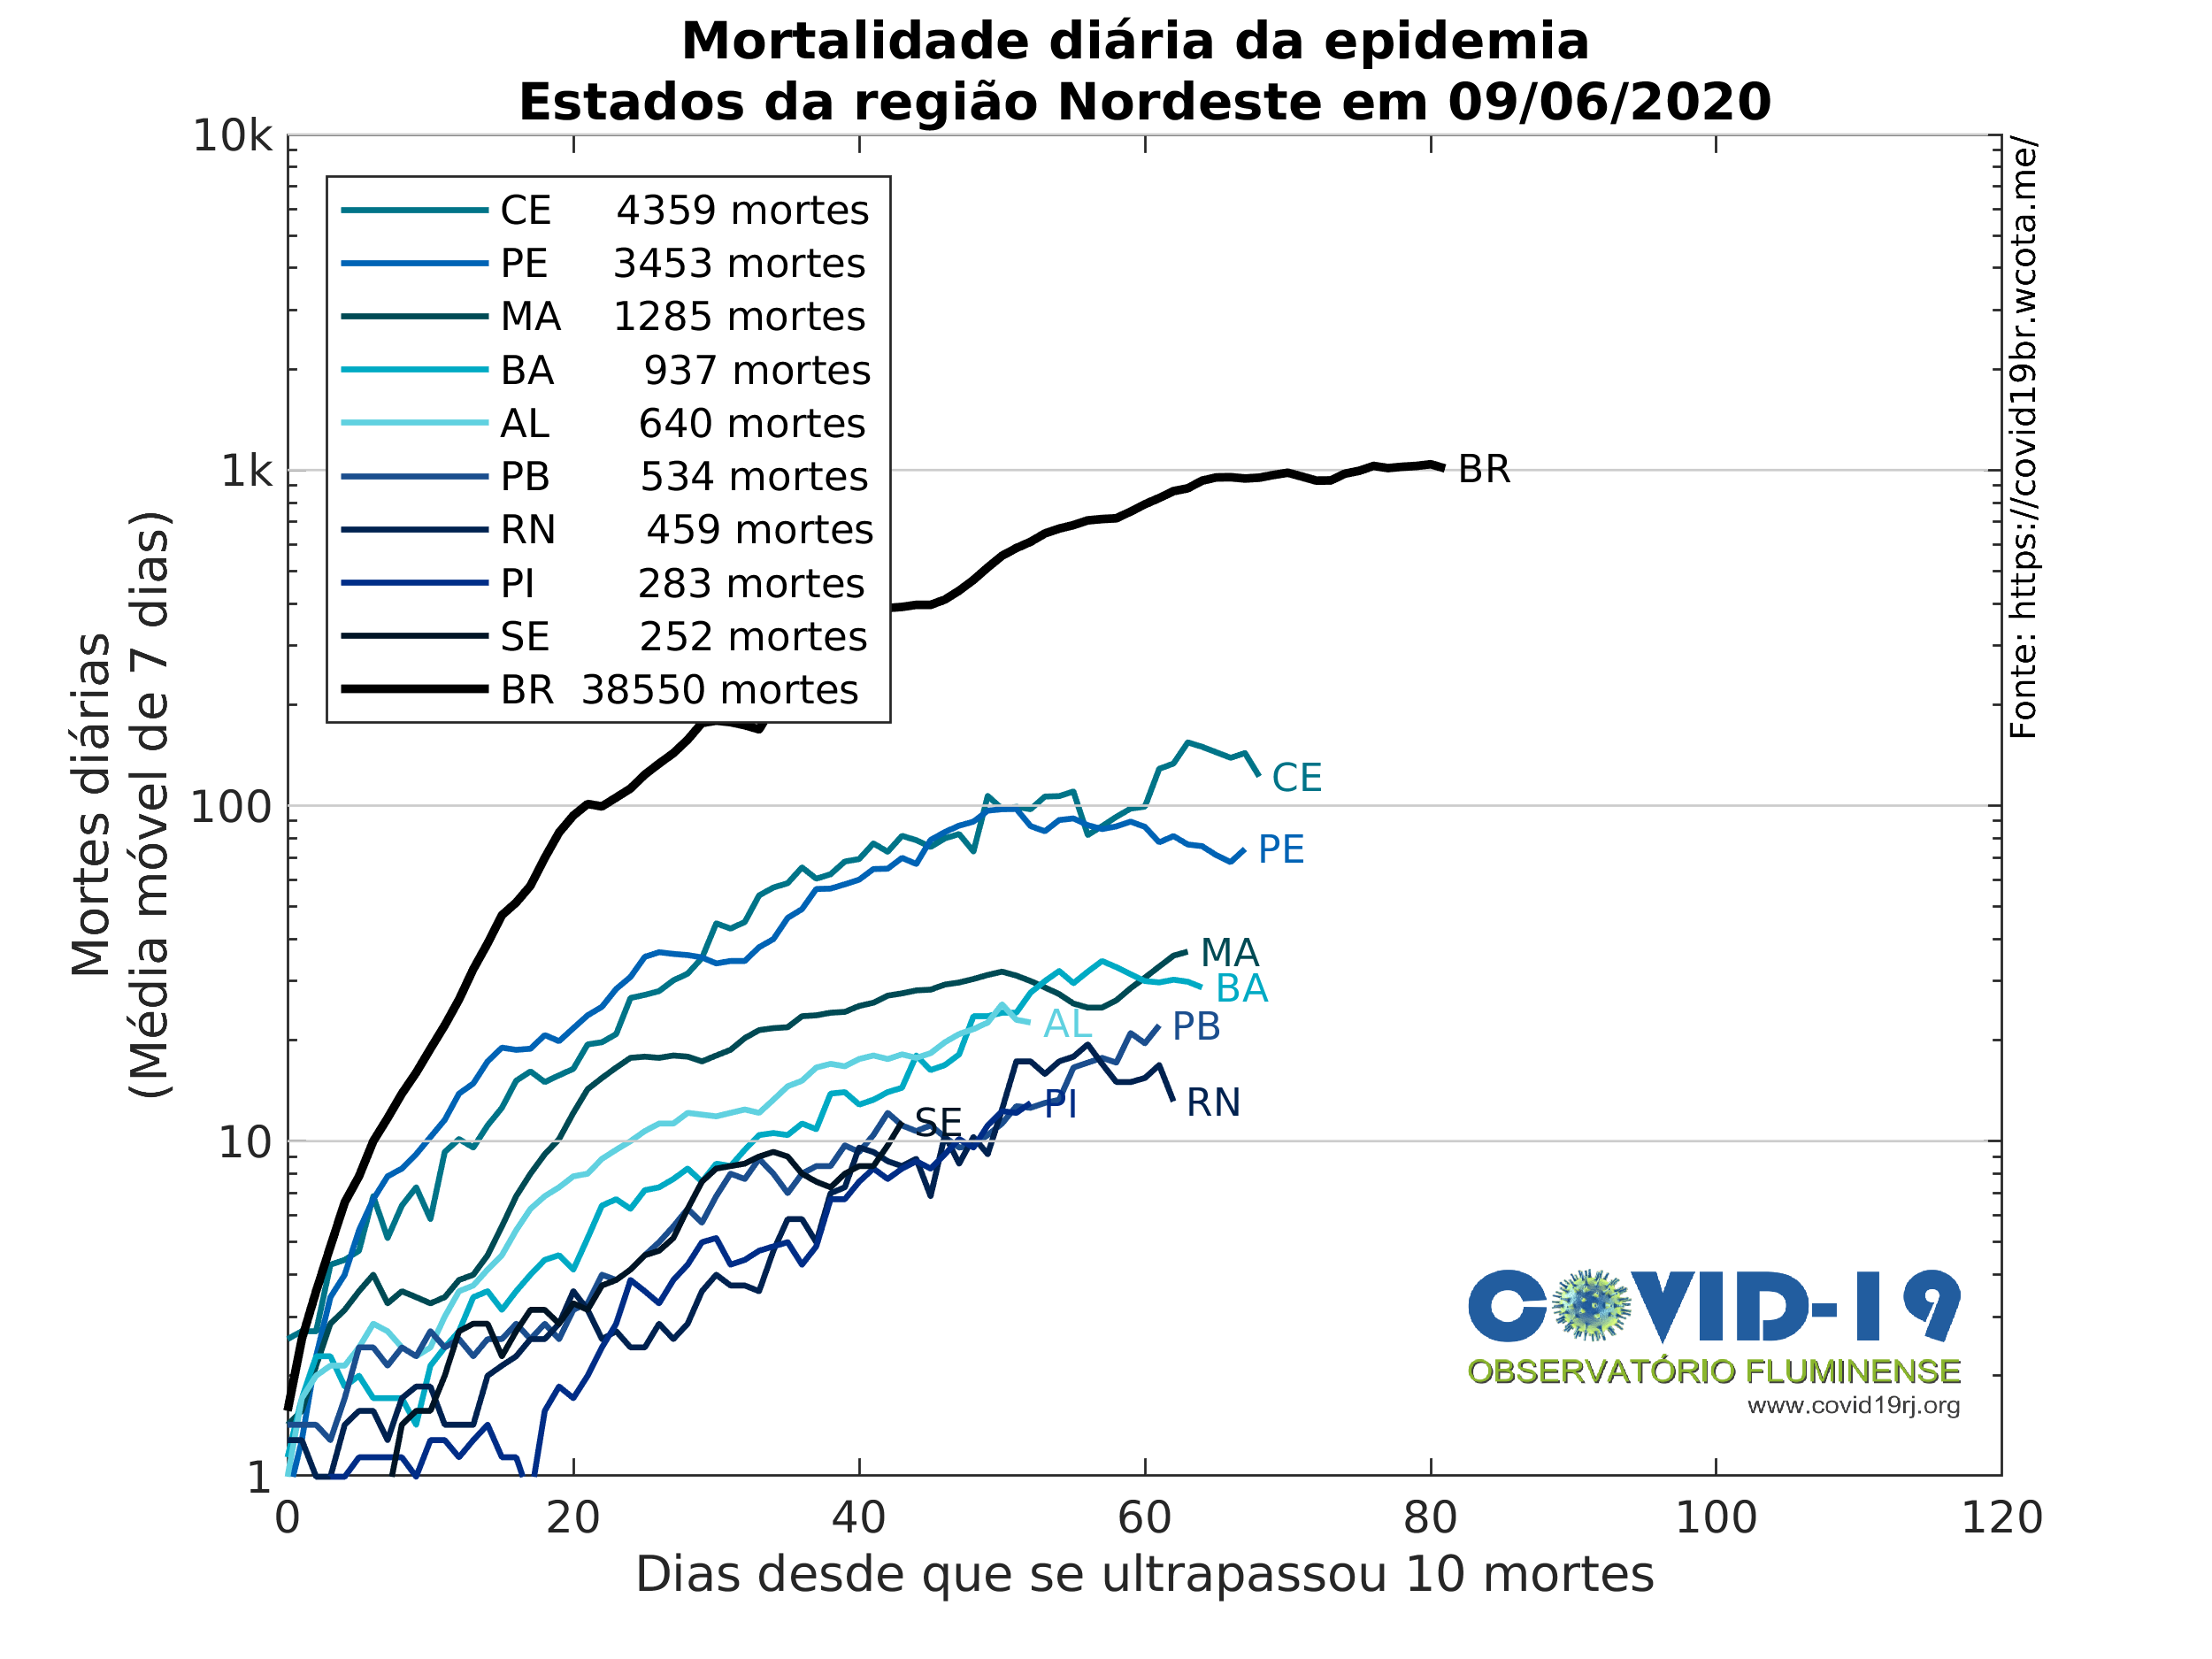 Mortalidade diária da epidemia
Estados da região Nordeste em 09/06/2020
10k
1k
100
10
1
Mortes diárias
(Média móvel de 7 dias)
CE 4359 mortes
PE 3453 mortes
MA 1285 mortes
BA 937 mortes
AL 640 mortes
PB 534 mortes
RN 459 mortes
PI 283 mortes
SE 252 mortes
BR 38550 mortes
BR
CE
PE
MA
BA
AL
PB
PI
RN
SE
Fonte: https://covid19br.wcota.me/
COVID-19
OBSERVATÓRIO FLUMINENSE
www.covid19rj.org
0 20 40 60 80 100 120
Dias desde que se ultrapassou 10 mortes